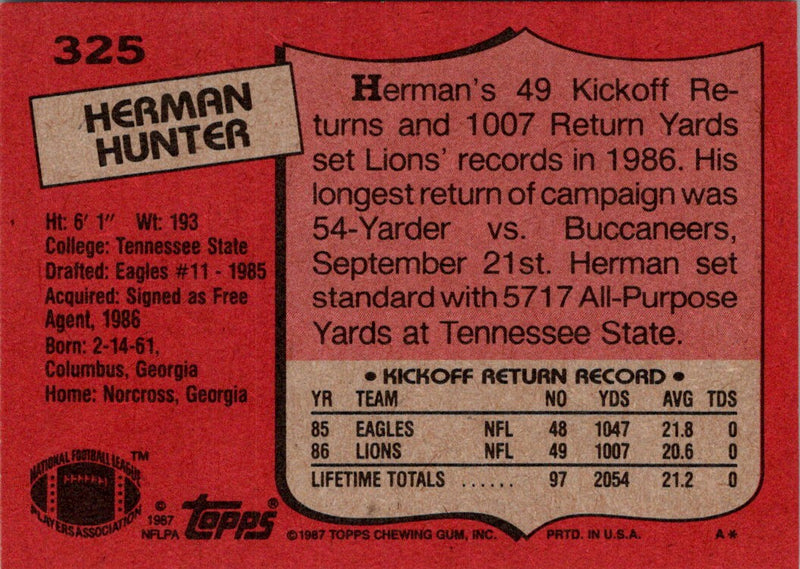 325
HERMAN
HUNTER
Ht: 6' 1" Wt: 193
College: Tennessee State
Drafted: Eagles #11 - 1985
Acquired: Signed as Free
Agent, 1986
Born: 2-14-61,
Columbus, Georgia
Home: Norcross, Georgia
Herman's 49 Kickoff Re-
turns and 1007 Return Yards
set Lions' records in 1986. His
longest return of campaign was
54-Yarder vs. Buccaneers,
September 21st. Herman set
standard with 5717 All-Purpose
Yards at Tennessee State.
• KICKOFF RETURN RECORD •
YR TEAM NO YDS AVG TDS
85 EAGLES NFL 48 1047 21.8 0
86 LIONS NFL 49 1007 20.6 0
LIFETIME TOTALS ...... 97 2054 21.2 0
NATIONAL FOOTBALL LEAGUE
PLAYERS ASSOCIATION
™
©
1987
NFLPA
topps®
©1987 TOPPS CHEWING GUM, INC. PRTD. IN U.S.A. A*